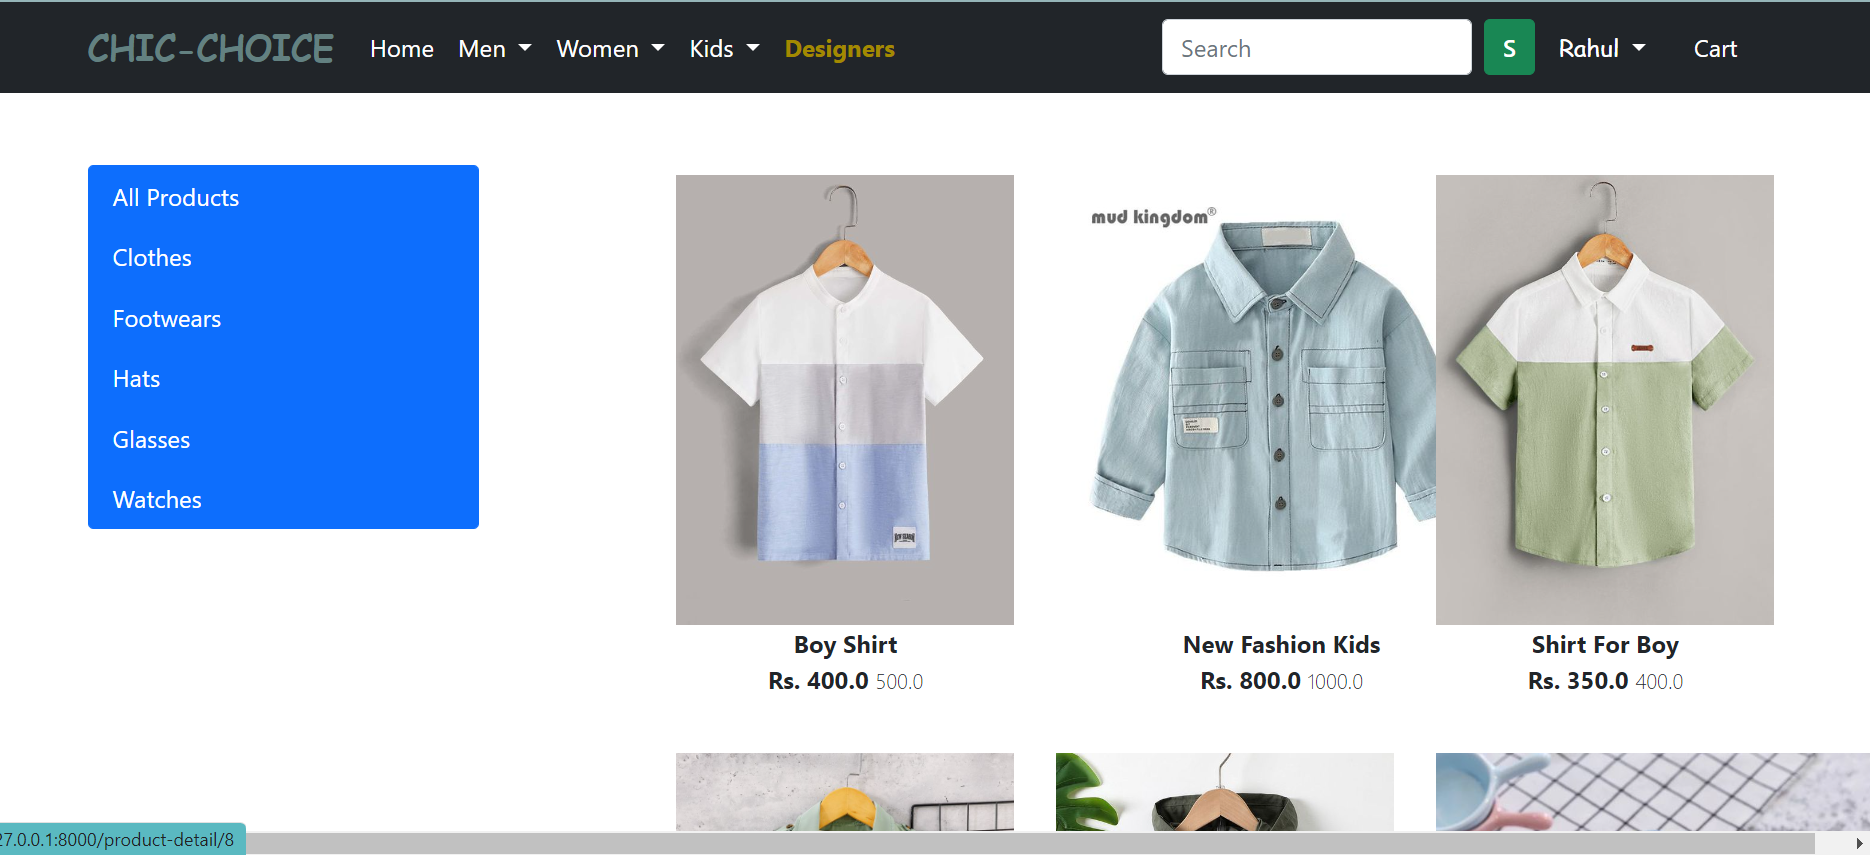 CHIC-CHOICE Home Men Women Kids Designers Search S Rahul Cart
All Products
Clothes
Footwears
Hats
Glasses
Watches
mud kingdom®
Boy Shirt
Rs. 400.0 500.0
New Fashion Kids
Rs. 800.0 1000.0
Shirt For Boy
Rs. 350.0 400.0
27.0.0.1:8000/product-detail/8